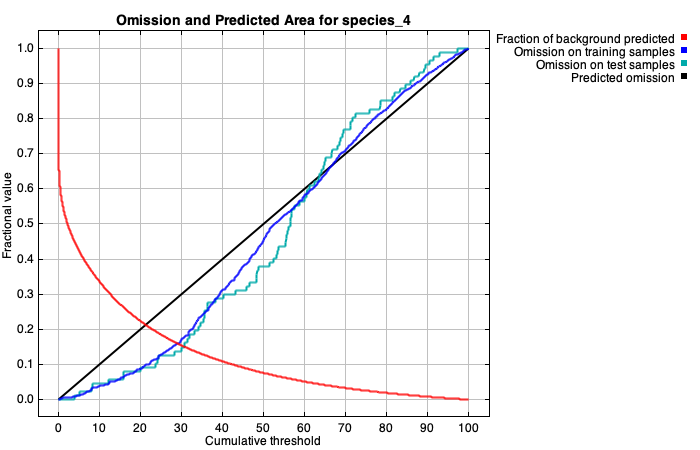 Omission and Predicted Area for species_4
Fraction of background predicted
Omission on training samples
Omission on test samples
Predicted omission
Fractional value
1.0
0.9
0.8
0.7
0.6
0.5
0.4
0.3
0.2
0.1
0.0
0 10 20 30 40 50 60 70 80 90 100
Cumulative threshold